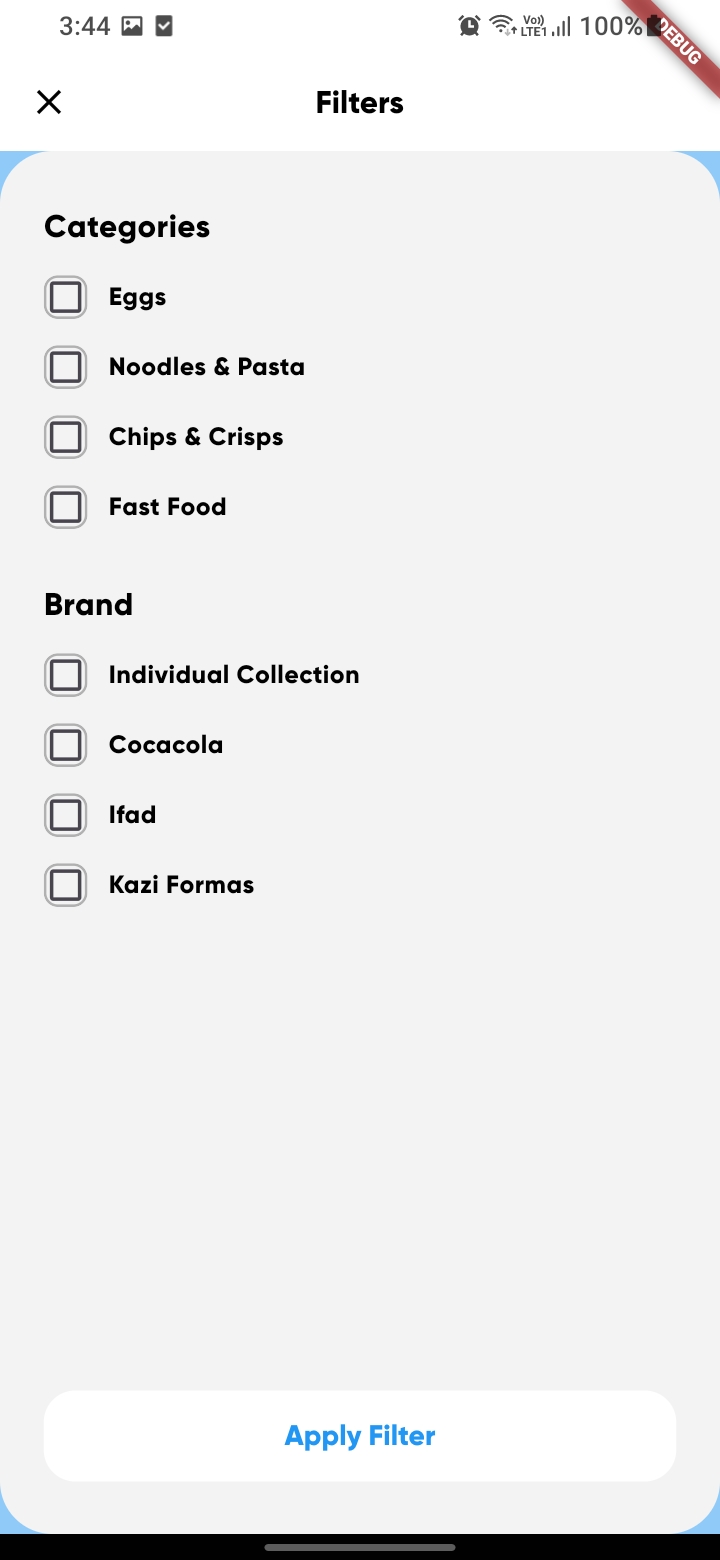 3:44
Vo)) LTE1 100%
DEBUG
Filters
Categories
Eggs
Noodles & Pasta
Chips & Crisps
Fast Food
Brand
Individual Collection
Cocacola
Ifad
Kazi Formas
Apply Filter